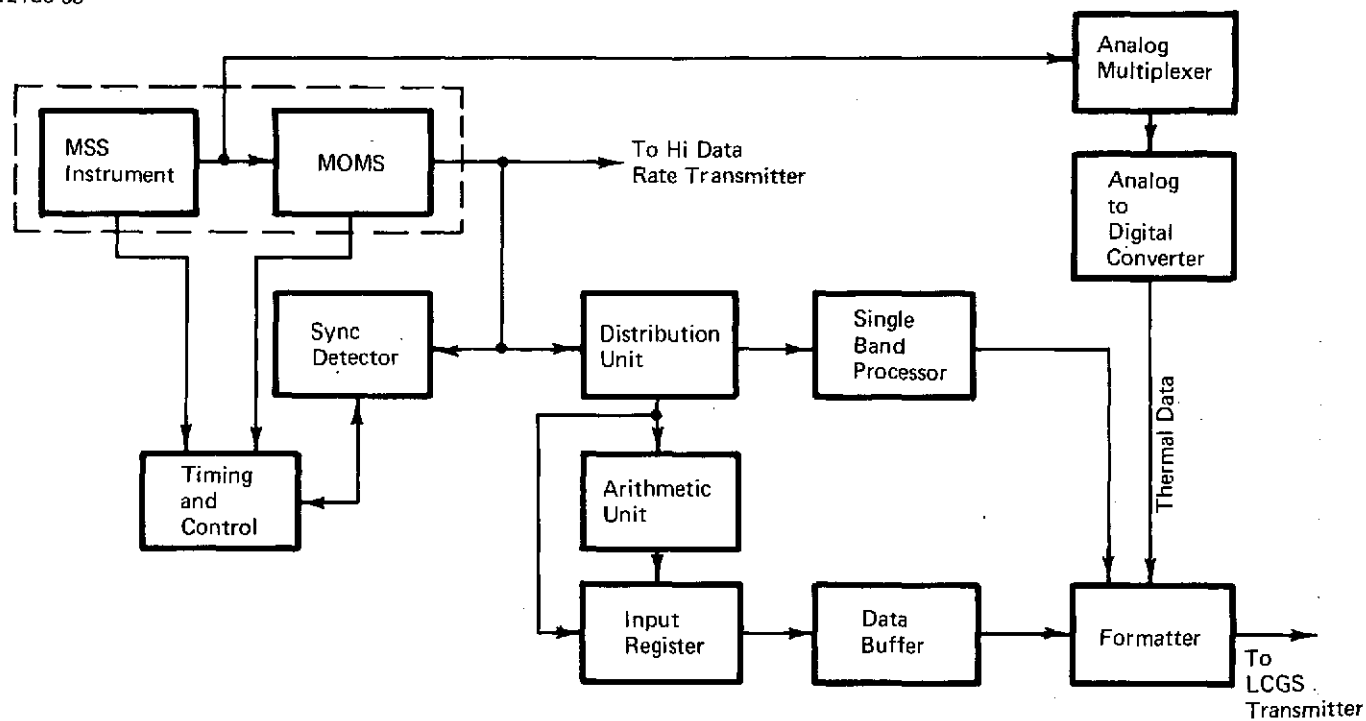 Analog
Multiplexer
MSS
Instrument
MOMS
To Hi Data
Rate Transmitter
Analog
to
Digital
Converter
Sync
Detector
Distribution
Unit
Single
Band
Processor
Thermal Data
Timing
and
Control
Arithmetic
Unit
Input
Register
Data
Buffer
Formatter
To
LCGS
Transmitter